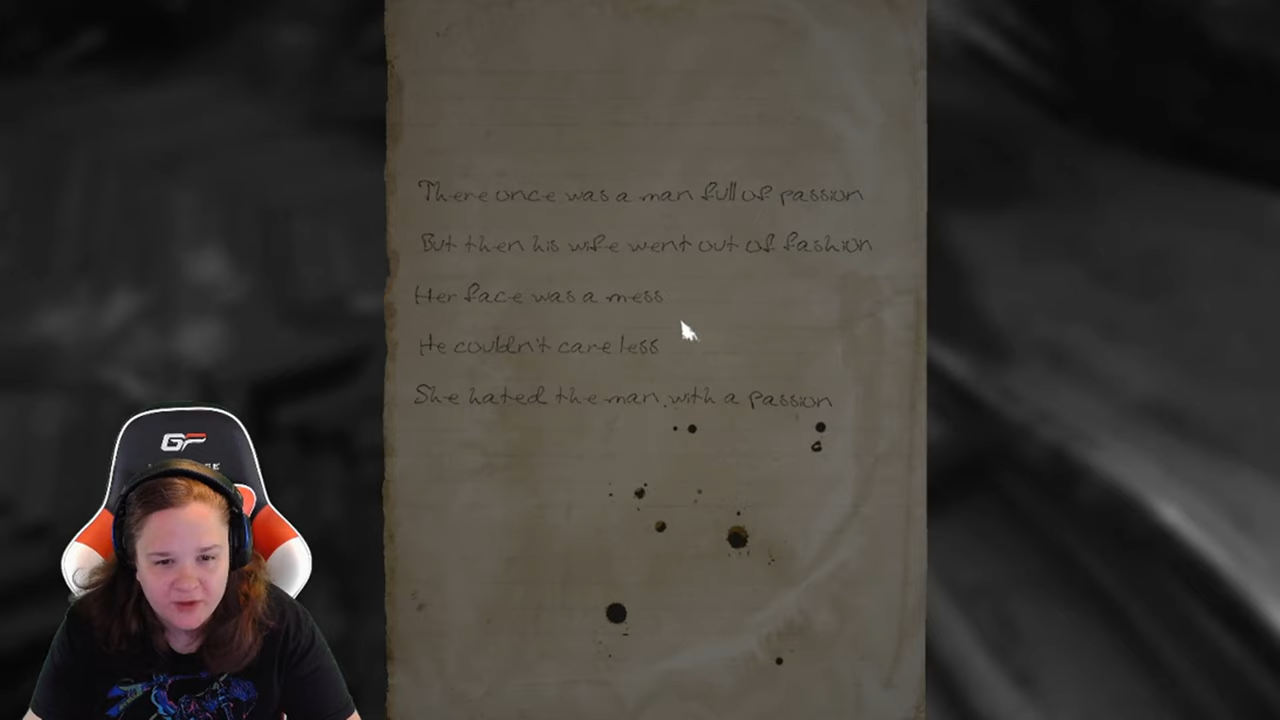 GF
There once was a man full of passion
But then his wife went out of fashion
Her face was a mess
He couldn't care less
She hated the man, with a passion